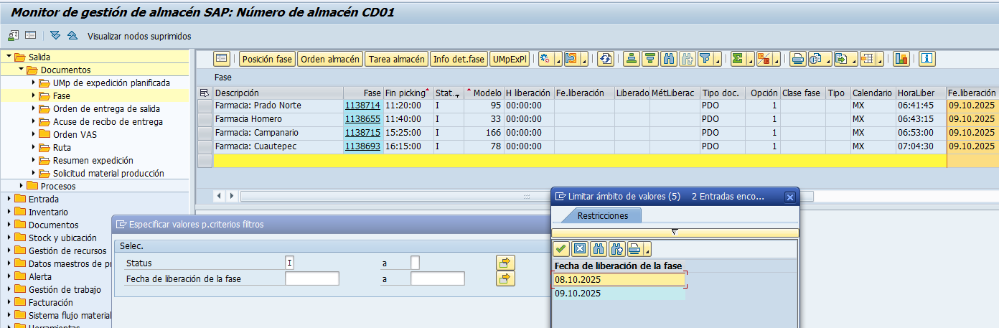 Monitor de gestión de almacén SAP: Número de almacén CD01
Visualizar nodos suprimidos
Salida
Documentos
UMp de expedición planificada
Fase
Orden de entrega de salida
Acuse de recibo de entrega
Orden VAS
Ruta
Resumen expedición
Solicitud material producción
Procesos
Entrada
Inventario
Documentos
Stock y ubicación
Gestión de recursos
Datos maestros de pr
Alerta
Gestión de trabajo
Facturación
Sistema flujo material
Herramientas
Posición fase Orden almacén Tarea almacén Info det.fase UMpExPl
Fase
Descripción Fase Fin picking Stat... Modelo H liberación Fe.liberación Liberado MétLiberac Tipo doc. Opción Clase fase Tipo Calendario HoraLiber Fe.liberación
Farmacia: Prado Norte 1138714 11:20:00 I 95 00:00:00 PDO 1 MX 06:41:45 09.10.2025
Farmacia Homero 1138655 11:40:00 I 33 00:00:00 PDO 1 MX 06:43:15 09.10.2025
Farmacia: Campanario 1138715 15:25:00 I 166 00:00:00 PDO 1 MX 06:53:00 09.10.2025
Farmacia: Cuautepec 1138693 16:15:00 I 78 00:00:00 PDO 1 MX 07:04:30 09.10.2025
Especificar valores p.criterios filtros
Selec.
Status I a
Fecha de liberación de la fase a
Limitar ámbito de valores (5) 2 Entradas enco...
Restricciones
Fecha de liberación de la fase
08.10.2025
09.10.2025